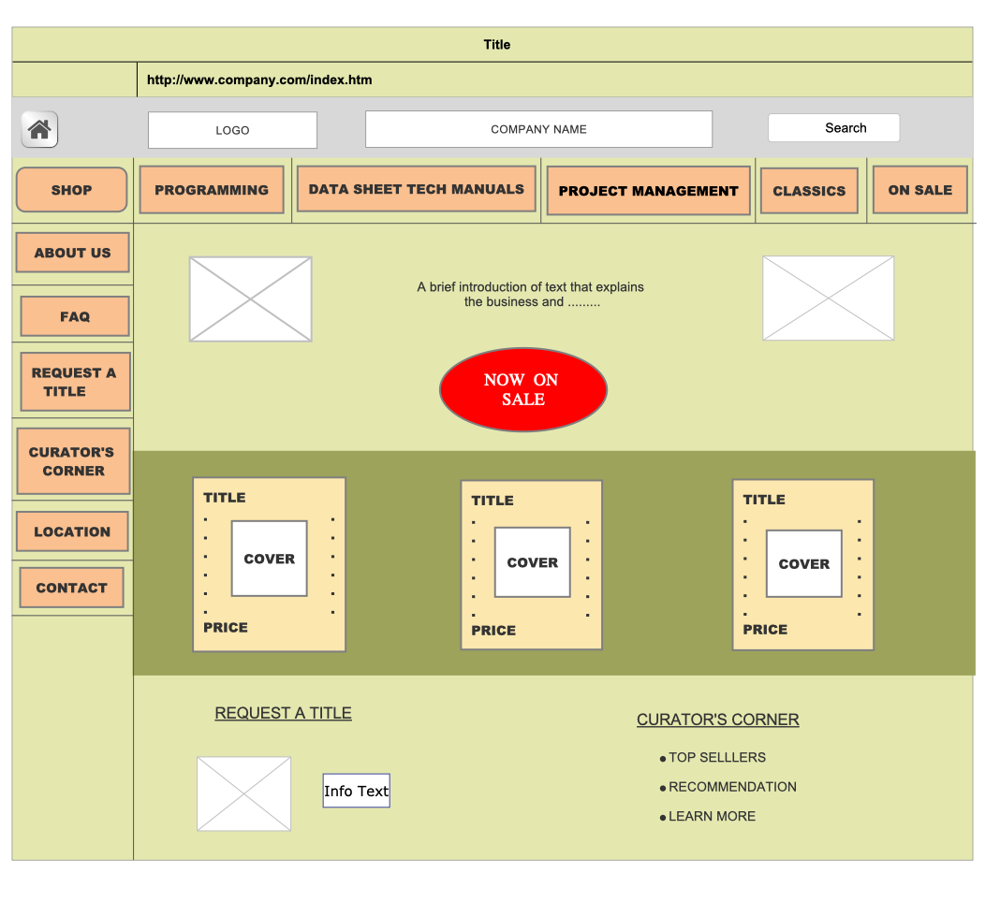 Title
http://www.company.com/index.htm
LOGO
COMPANY NAME
Search
SHOP
PROGRAMMING
DATA SHEET TECH MANUALS
PROJECT MANAGEMENT
CLASSICS
ON SALE
ABOUT US
FAQ
REQUEST A
TITLE
CURATOR'S
CORNER
LOCATION
CONTACT
A brief introduction of text that explains
the business and .........
NOW ON
SALE
TITLE
COVER
PRICE
TITLE
COVER
PRICE
TITLE
COVER
PRICE
REQUEST A TITLE
Info Text
CURATOR'S CORNER
TOP SELLLERS
RECOMMENDATION
LEARN MORE